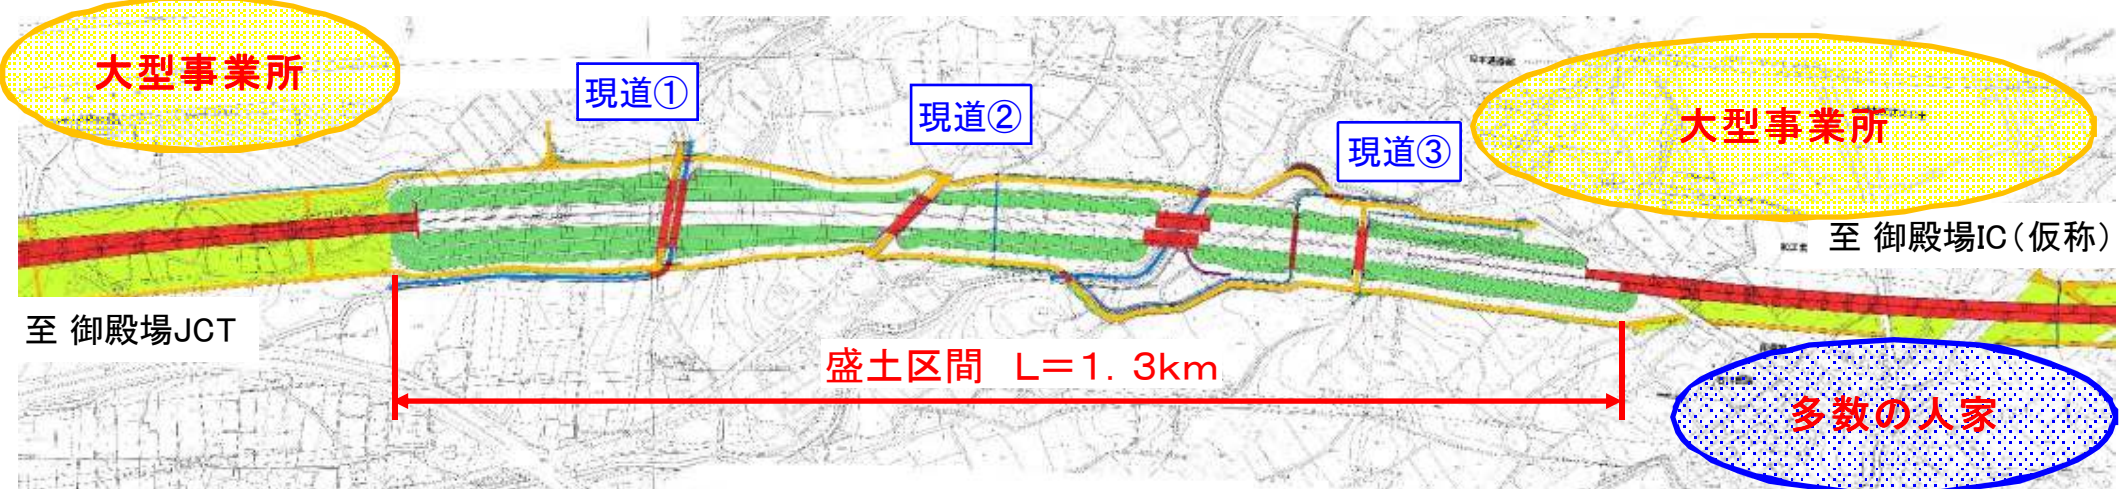 大型事業所
現道①
現道②
現道③
大型事業所
至 御殿場IC(仮称)
至 御殿場JCT
盛土区間 L=1.3km
多数の人家